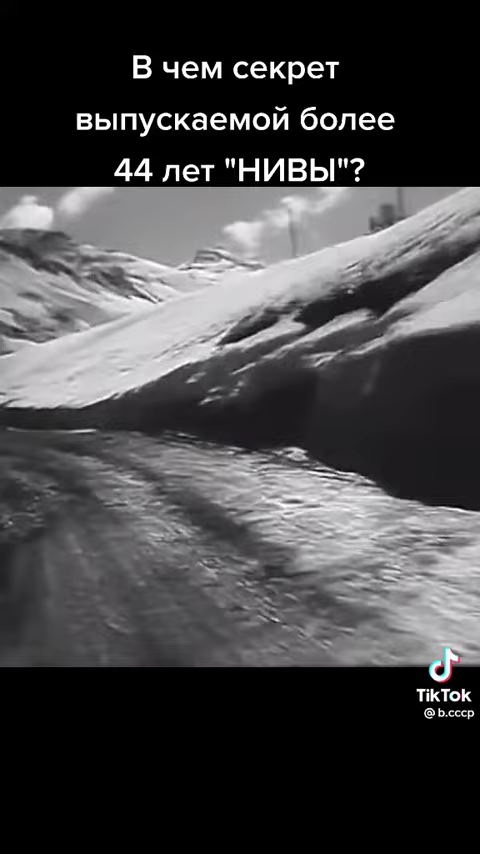 В чем секрет
выпускаемой более
44 лет "НИВЫ"?
TikTok
@b.cccp